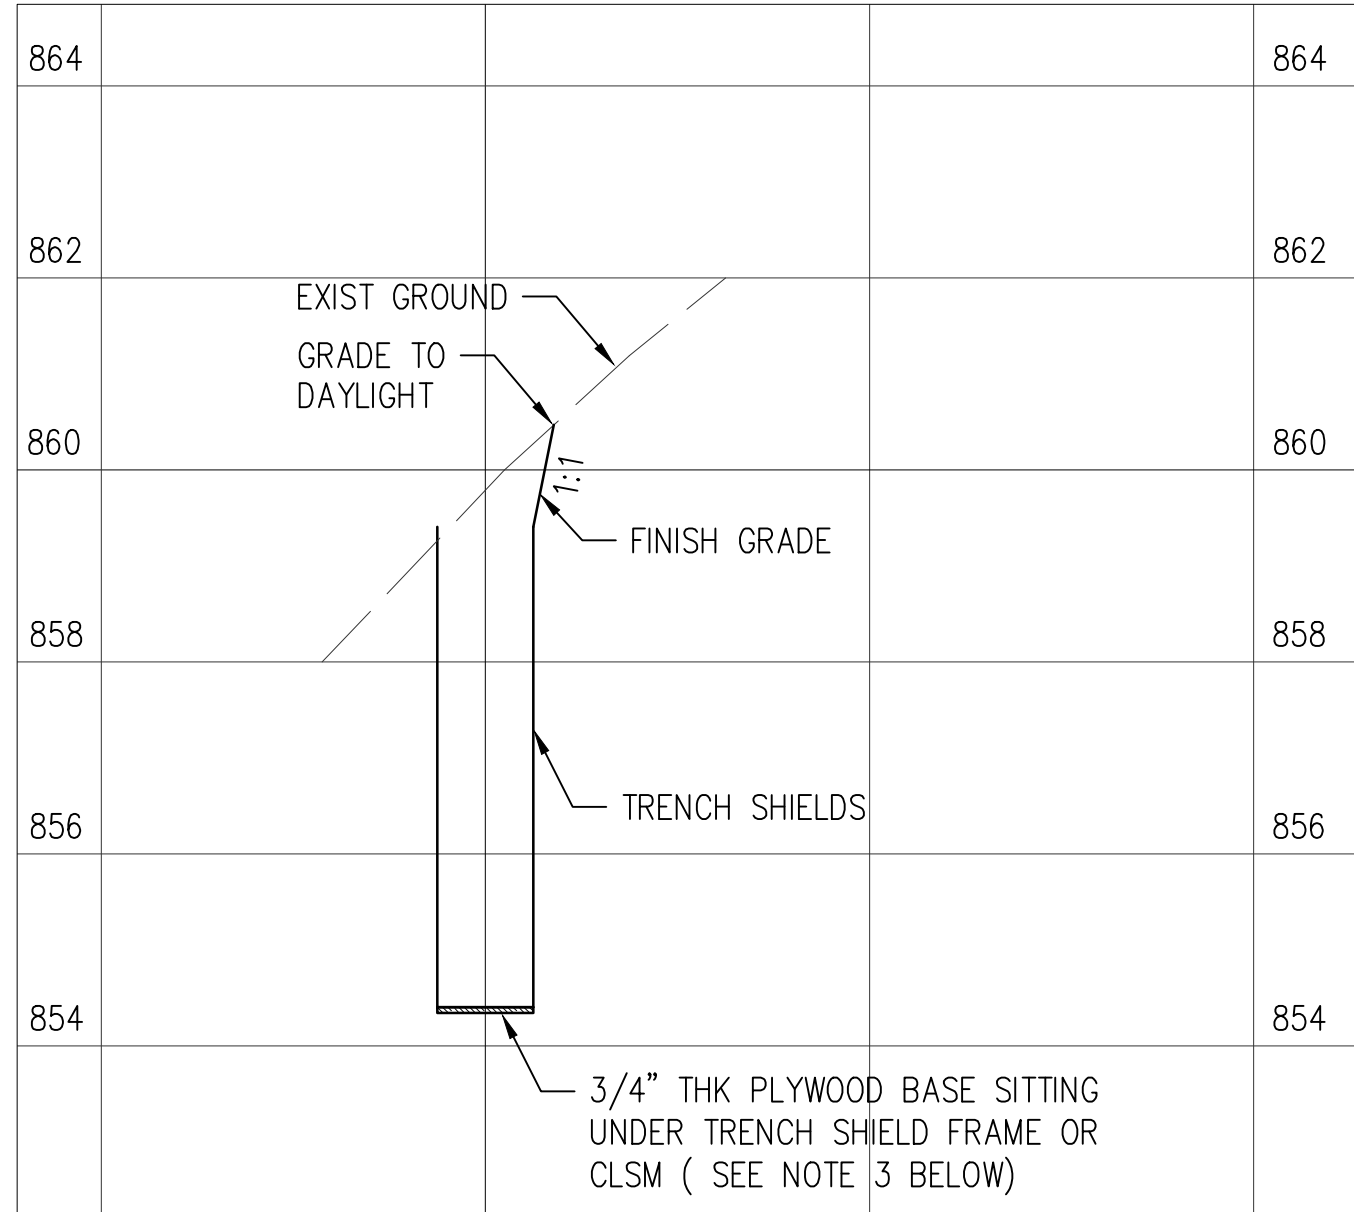 864 864
862 862
EXIST GROUND
GRADE TO
DAYLIGHT
860 860
1:1
FINISH GRADE
858 858
TRENCH SHIELDS
856 856
854 854
3/4” THK PLYWOOD BASE SITTING
UNDER TRENCH SHIELD FRAME OR
CLSM ( SEE NOTE 3 BELOW)